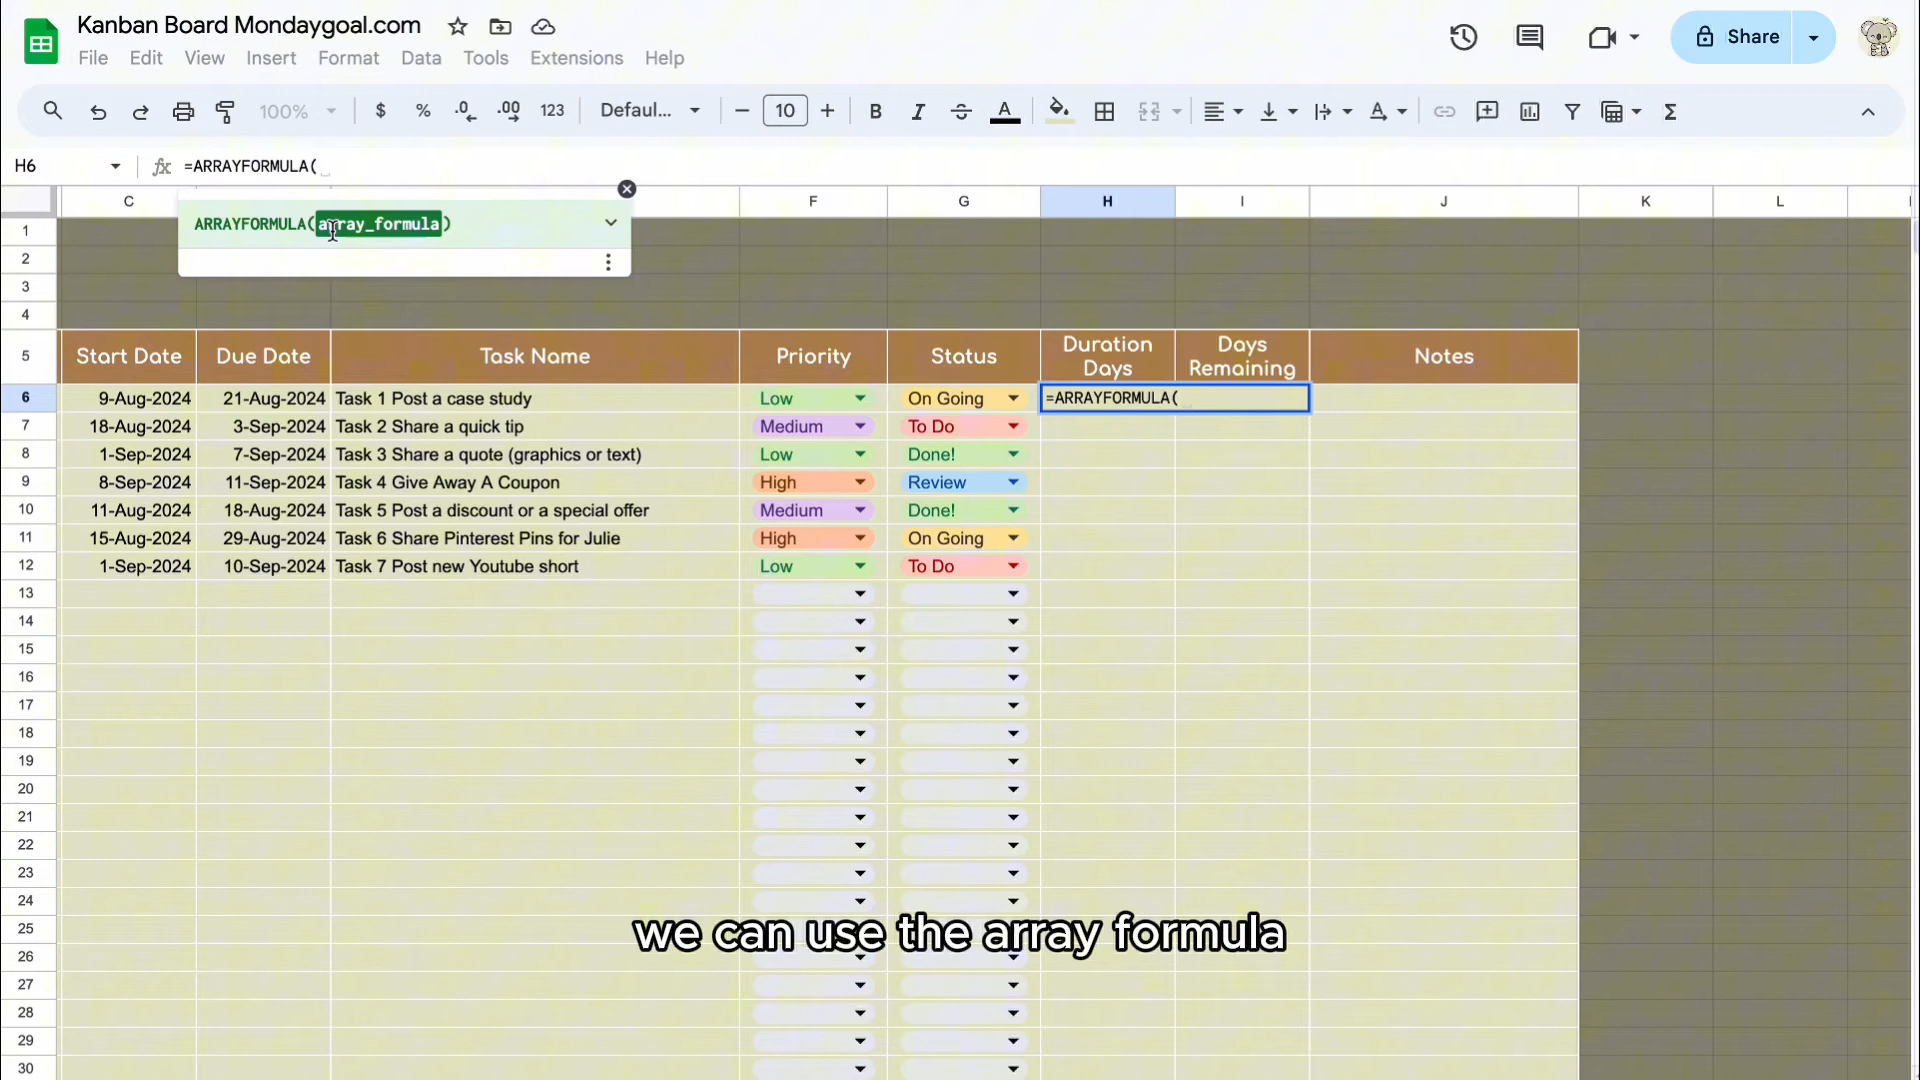 Kanban Board Mondaygoal.com
File Edit View Insert Format Data Tools Extensions Help
Share
100% $ % .0 .00 123 Defaul... 10 B I A Σ
H6 fx =ARRAYFORMULA(
C F G H I J K L
ARRAYFORMULA(array_formula)
1
2
3
4
5 Start Date Due Date Task Name Priority Status Duration Days Days Remaining Notes
6 9-Aug-2024 21-Aug-2024 Task 1 Post a case study Low On Going =ARRAYFORMULA(
7 18-Aug-2024 3-Sep-2024 Task 2 Share a quick tip Medium To Do
8 1-Sep-2024 7-Sep-2024 Task 3 Share a quote (graphics or text) Low Done!
9 8-Sep-2024 11-Sep-2024 Task 4 Give Away A Coupon High Review
10 11-Aug-2024 18-Aug-2024 Task 5 Post a discount or a special offer Medium Done!
11 15-Aug-2024 29-Aug-2024 Task 6 Share Pinterest Pins for Julie High On Going
12 1-Sep-2024 10-Sep-2024 Task 7 Post new Youtube short Low To Do
13
14
15
16
17
18
19
20
21
22
23
24
25
we can use the array formula
26
27
28
29
30